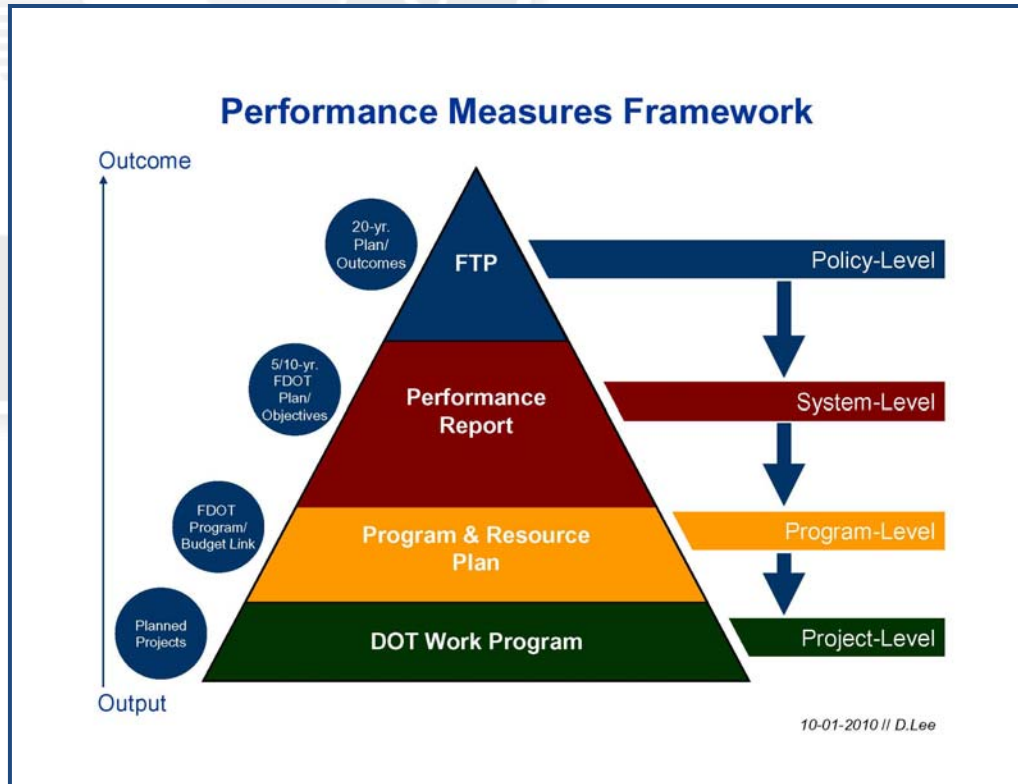 Performance Measures Framework
Outcome
20-yr.
Plan/
Outcomes
FTP
Policy-Level
5/10-yr.
FDOT
Plan/
Objectives
Performance
Report
System-Level
FDOT
Program/
Budget Link
Program & Resource
Plan
Program-Level
Planned
Projects
DOT Work Program
Project-Level
Output
10-01-2010 // D.Lee